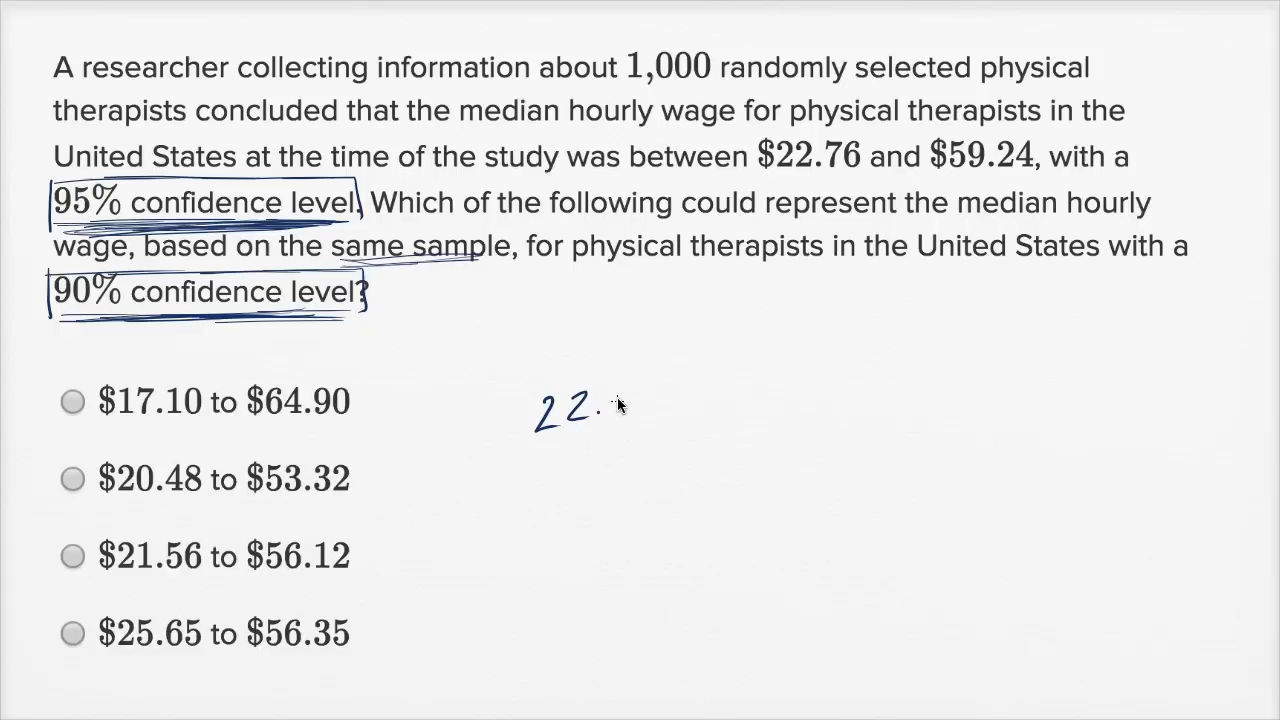 A researcher collecting information about 1,000 randomly selected physical
therapists concluded that the median hourly wage for physical therapists in the
United States at the time of the study was between $22.76 and $59.24, with a
95% confidence level. Which of the following could represent the median hourly
wage, based on the same sample, for physical therapists in the United States with a
90% confidence level?
$17.10 to $64.90
22.
$20.48 to $53.32
$21.56 to $56.12
$25.65 to $56.35